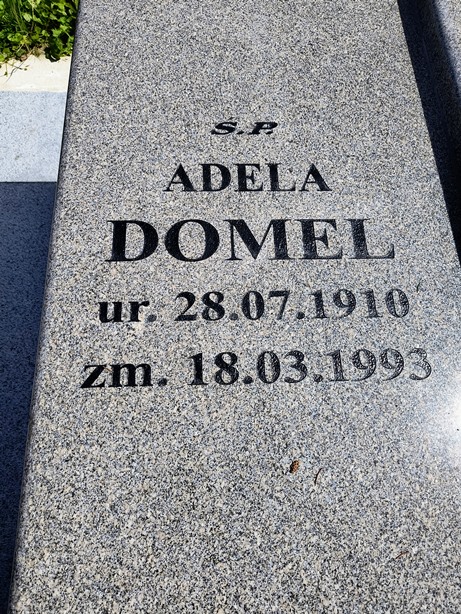 Ś.P.
ADELA
DOMEL
ur. 28.07.1910
zm. 18.03.1993